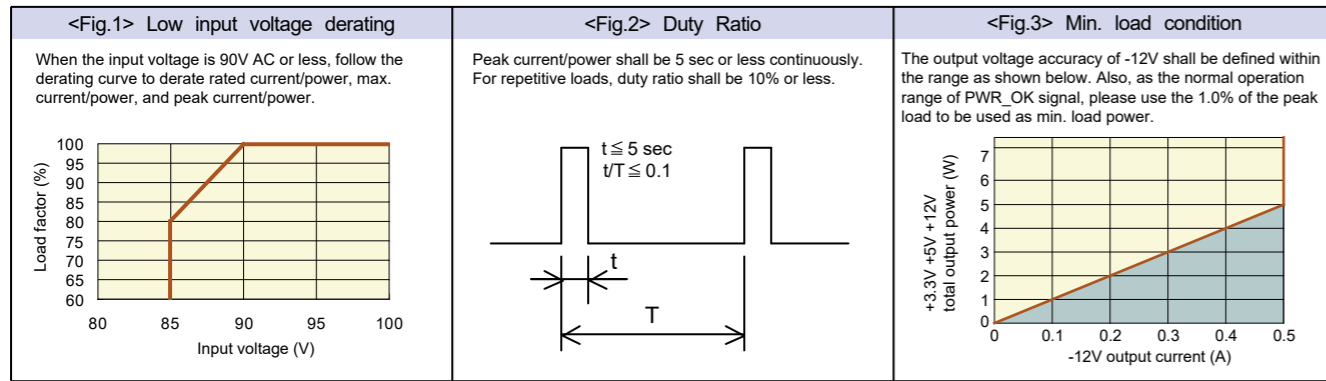 <Fig.1> Low input voltage derating
When the input voltage is 90V AC or less, follow the
derating curve to derate rated current/power, max.
current/power, and peak current/power.
Load factor (%)
100
95
90
85
80
75
70
65
60
80
85
90
95
100
Input voltage (V)
<Fig.2> Duty Ratio
Peak current/power shall be 5 sec or less continuously.
For repetitive loads, duty ratio shall be 10% or less.
t≦5 sec
t/T≦0.1
t
T
<Fig.3> Min. load condition
The output voltage accuracy of -12V shall be defined within
the range as shown below. Also, as the normal operation
range of PWR_OK signal, please use the 1.0% of the peak
load to be used as min. load power.
+3.3V +5V +12V
total output power (W)
7
6
5
4
3
2
1
0
0
0.1
0.2
0.3
0.4
0.5
-12V output current (A)